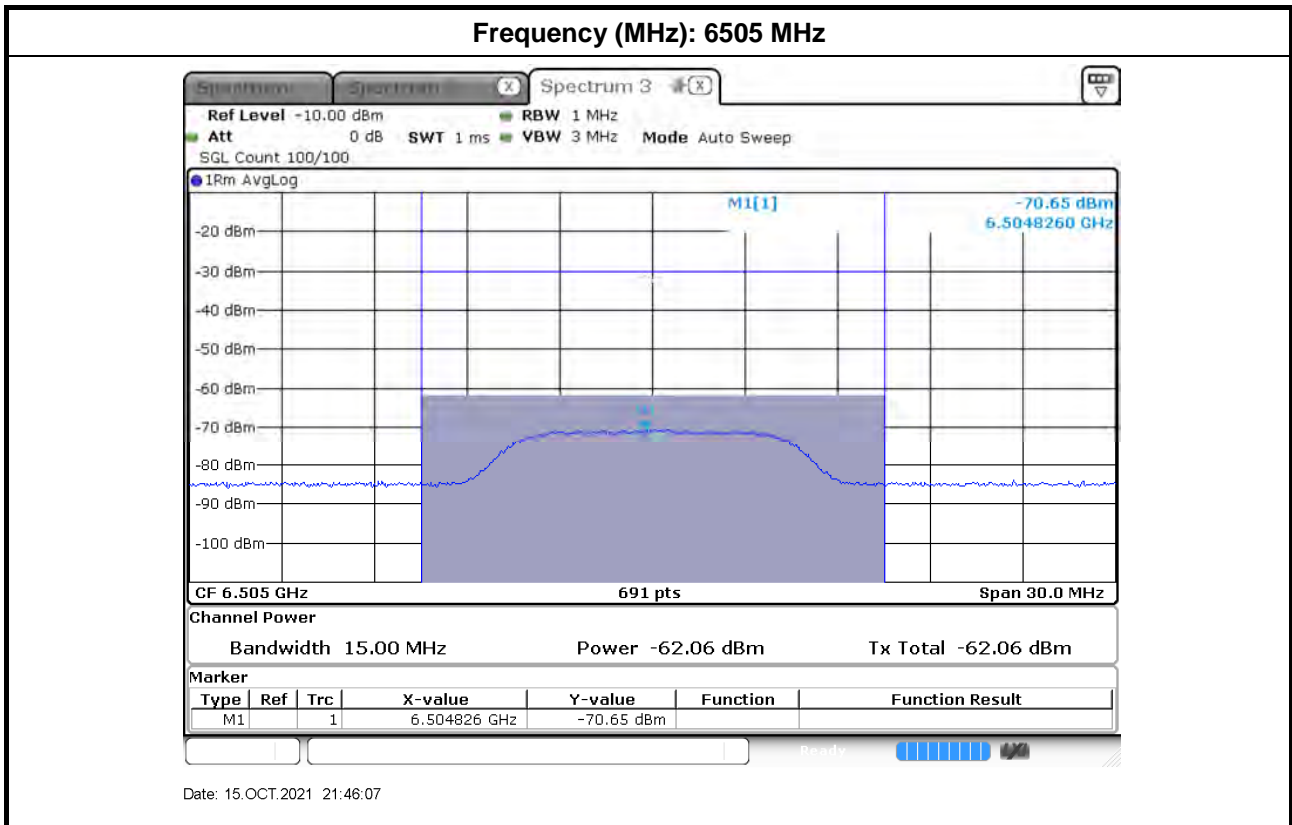 Frequency (MHz): 6505 MHz
Spectrum 3
Ref Level -10.00 dBm RBW 1 MHz
Att 0 dB SWT 1 ms VBW 3 MHz Mode Auto Sweep
SGL Count 100/100
1Rm AvgLog
M1[1] -70.65 dBm
6.5048260 GHz
-20 dBm
-30 dBm
-40 dBm
-50 dBm
-60 dBm
-70 dBm
-80 dBm
-90 dBm
-100 dBm
CF 6.505 GHz 691 pts Span 30.0 MHz
Channel Power
Bandwidth 15.00 MHz Power -62.06 dBm Tx Total -62.06 dBm
Marker
Type Ref Trc X-value Y-value Function Function Result
M1 1 6.504826 GHz -70.65 dBm
Ready
Date: 15.OCT.2021 21:46:07